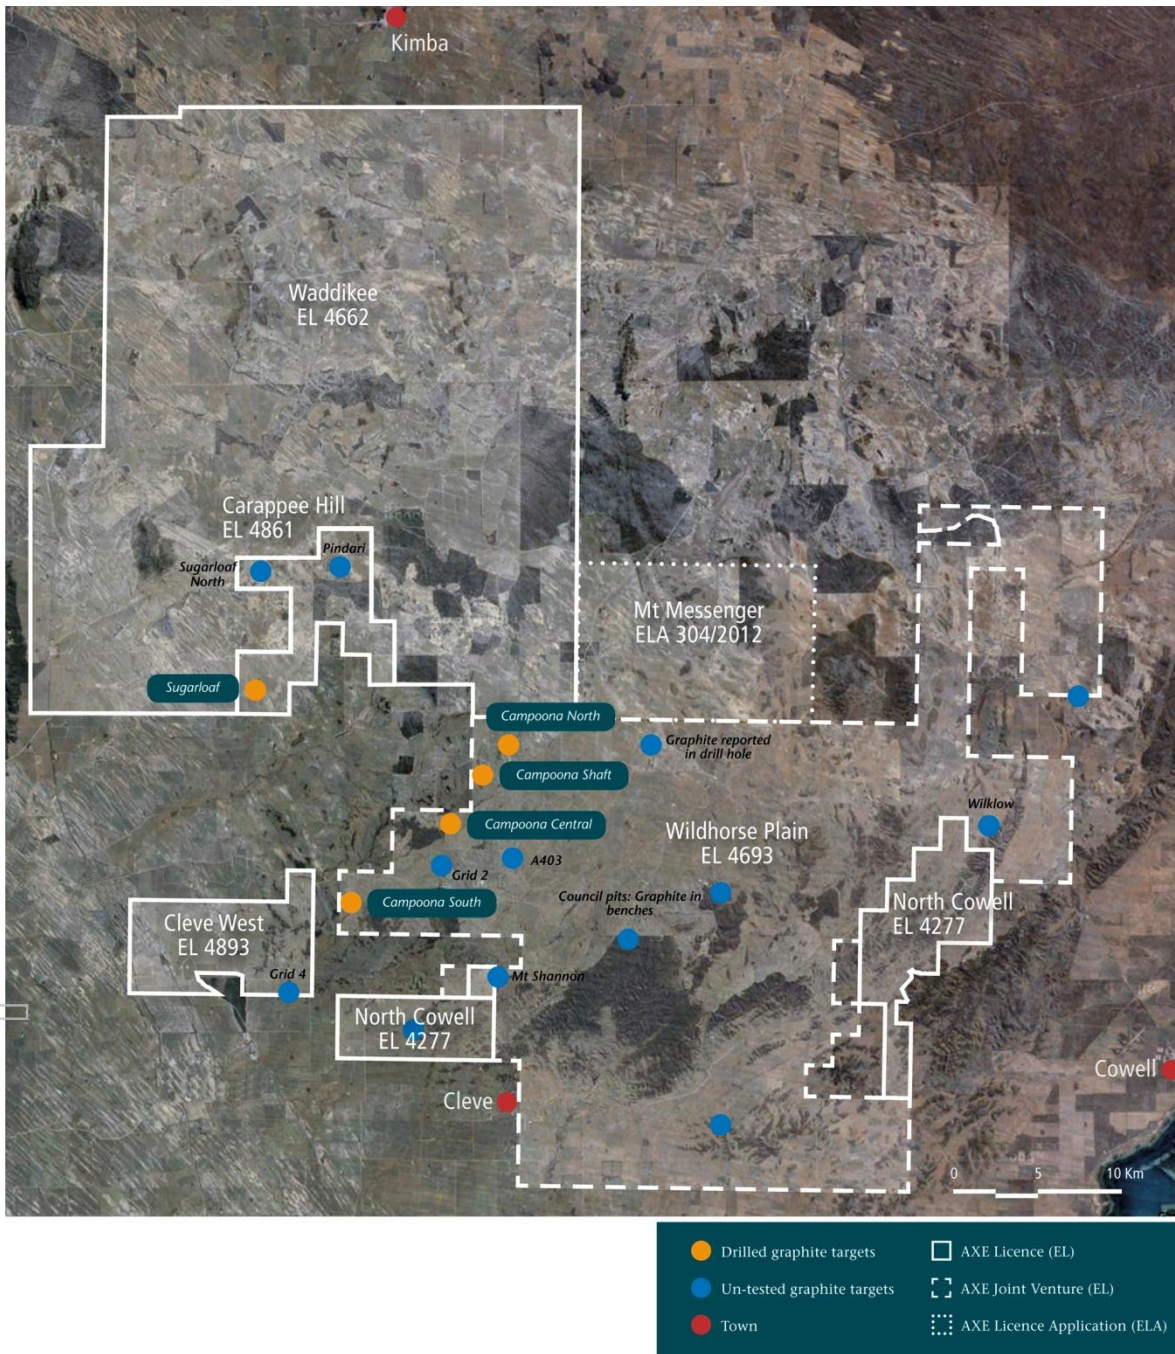 Kimba
Waddikee
EL 4662
Carappee Hill
EL 4861
Pindari
Sugarloaf
North
Mt Messenger
ELA 304/2012
Sugarloaf
Campoona North
Graphite reported
in drill hole
Campoona Shaft
Wilklow
Campoona Central
Wildhorse Plain
EL 4693
A403
Grid 2
Council pits: Graphite in
benches
Campoona South
North Cowell
EL 4277
Cleve West
EL 4893
Grid 4
Mt Shannon
North Cowell
EL 4277
Cowell
Cleve
0 5 10 Km
Drilled graphite targets
AXE Licence (EL)
Un-tested graphite targets
AXE Joint Venture (EL)
Town
AXE Licence Application (ELA)